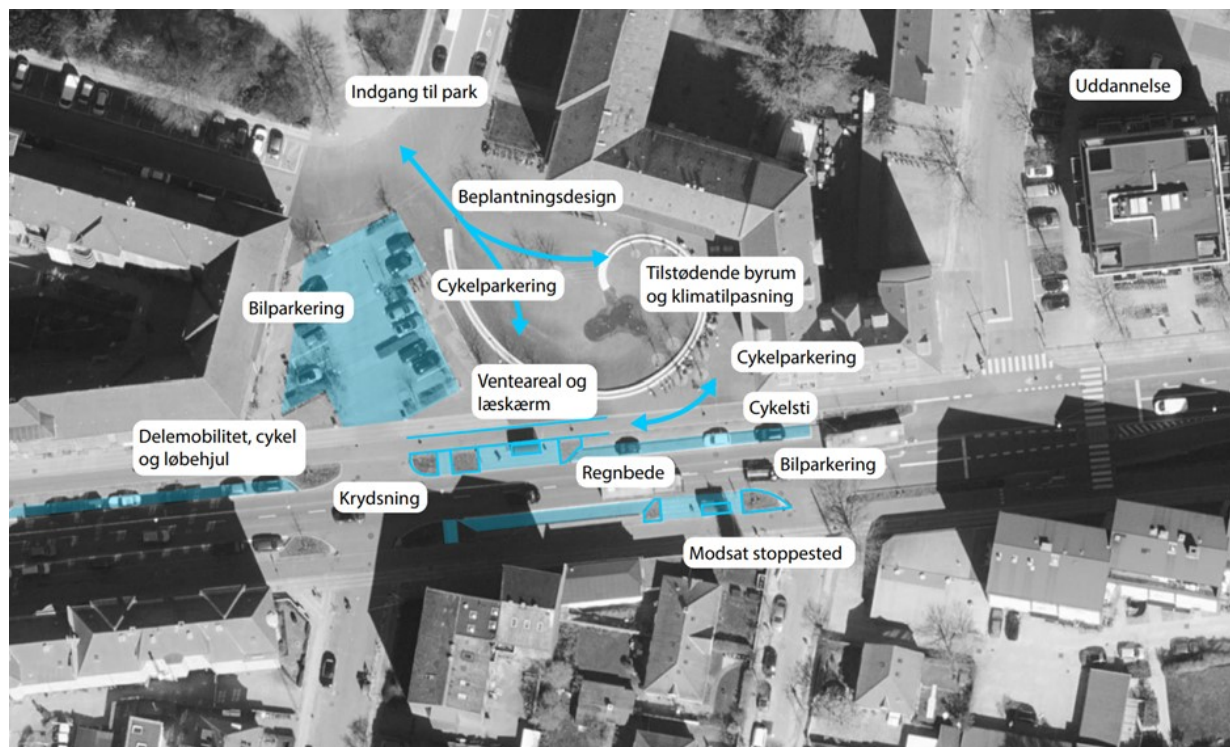 Indgang til park
Uddannelse
Beplantningsdesign
Cykelparkering
Tilstødende byrum
og klimatilpasning
Bilparkering
Cykelparkering
Venteareal og
læskærm
Cykelsti
Delemobilitet, cykel
og løbehjul
Regnbede
Bilparkering
Krydsning
Modsat stoppested